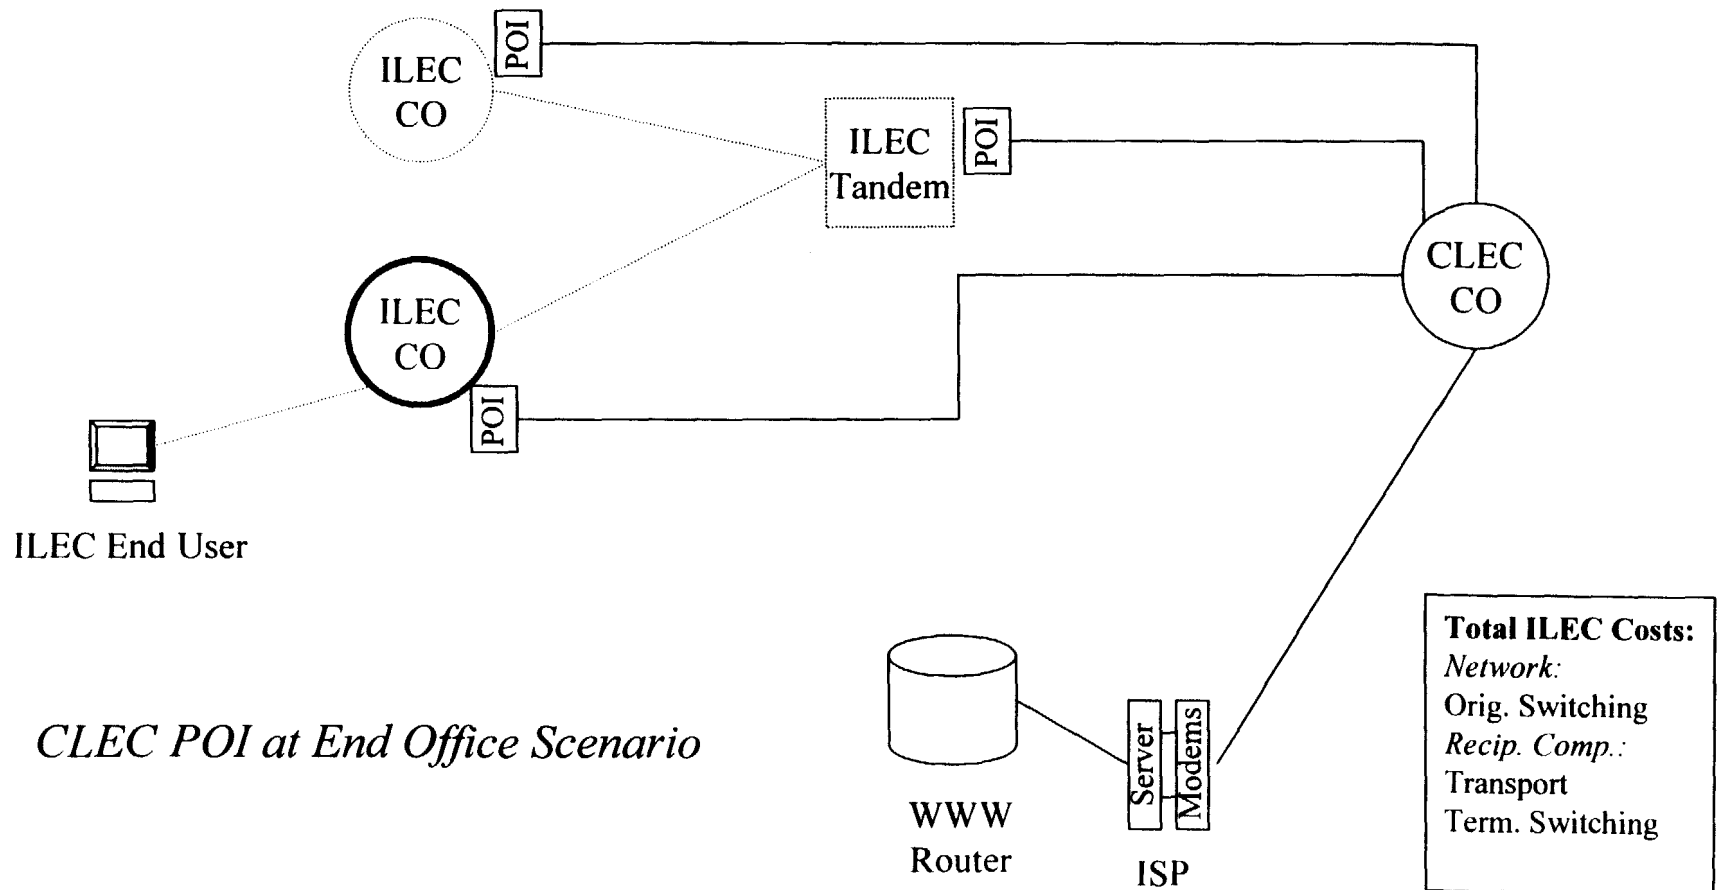 POI
ILEC
CO
ILEC
Tandem
POI
CLEC
CO
ILEC
CO
POI
ILEC End User
CLEC POI at End Office Scenario
WWW
Router
Server
Modems
ISP
Total ILEC Costs:
Network:
Orig. Switching
Recip. Comp.:
Transport
Term. Switching